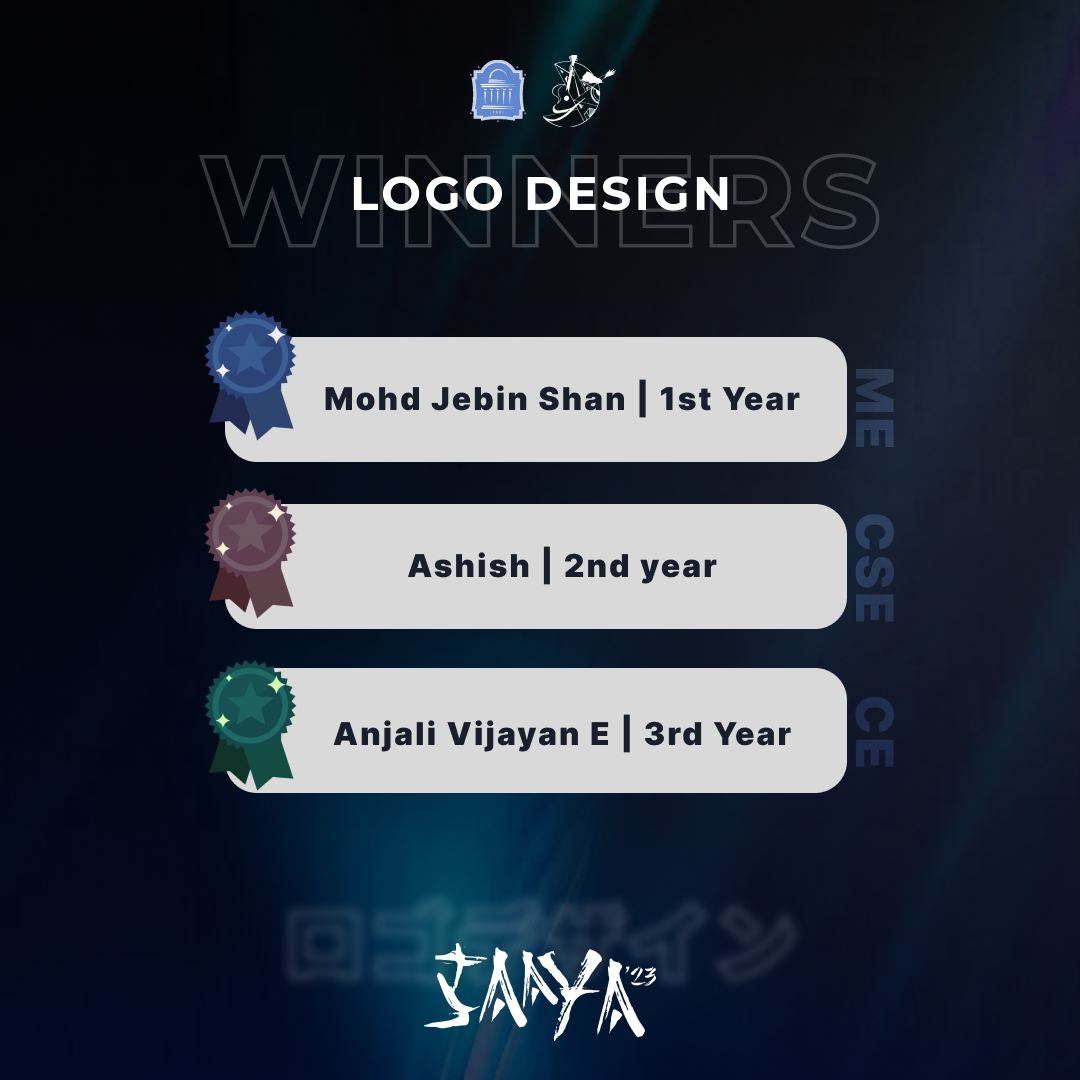 WINNERS
LOGO DESIGN
Mohd Jebin Shan | 1st Year
ME
Ashish | 2nd year
CSE
Anjali Vijayan E | 3rd Year
CE
ロゴデザイン
SAAYA '23